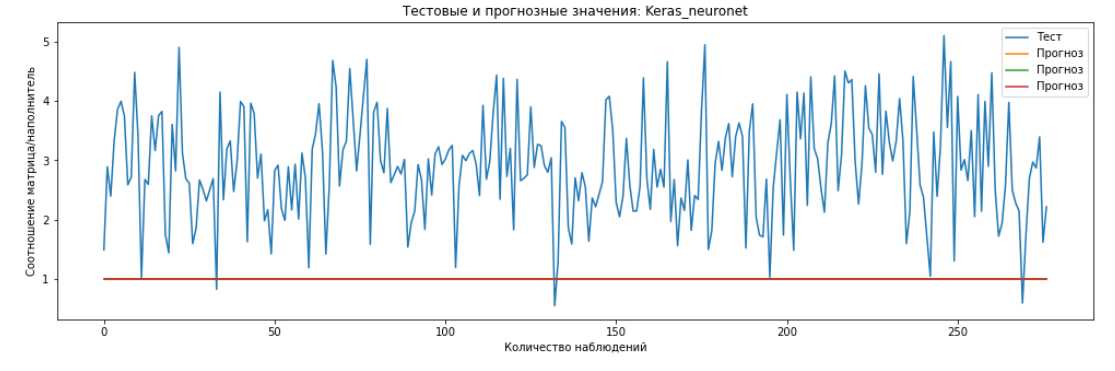 Тестовые и прогнозные значения: Keras_neuronet
Соотношение матрица/наполнитель
5
4
3
2
1
Тест
Прогноз
Прогноз
Прогноз
0 50 100 150 200 250
Количество наблюдений